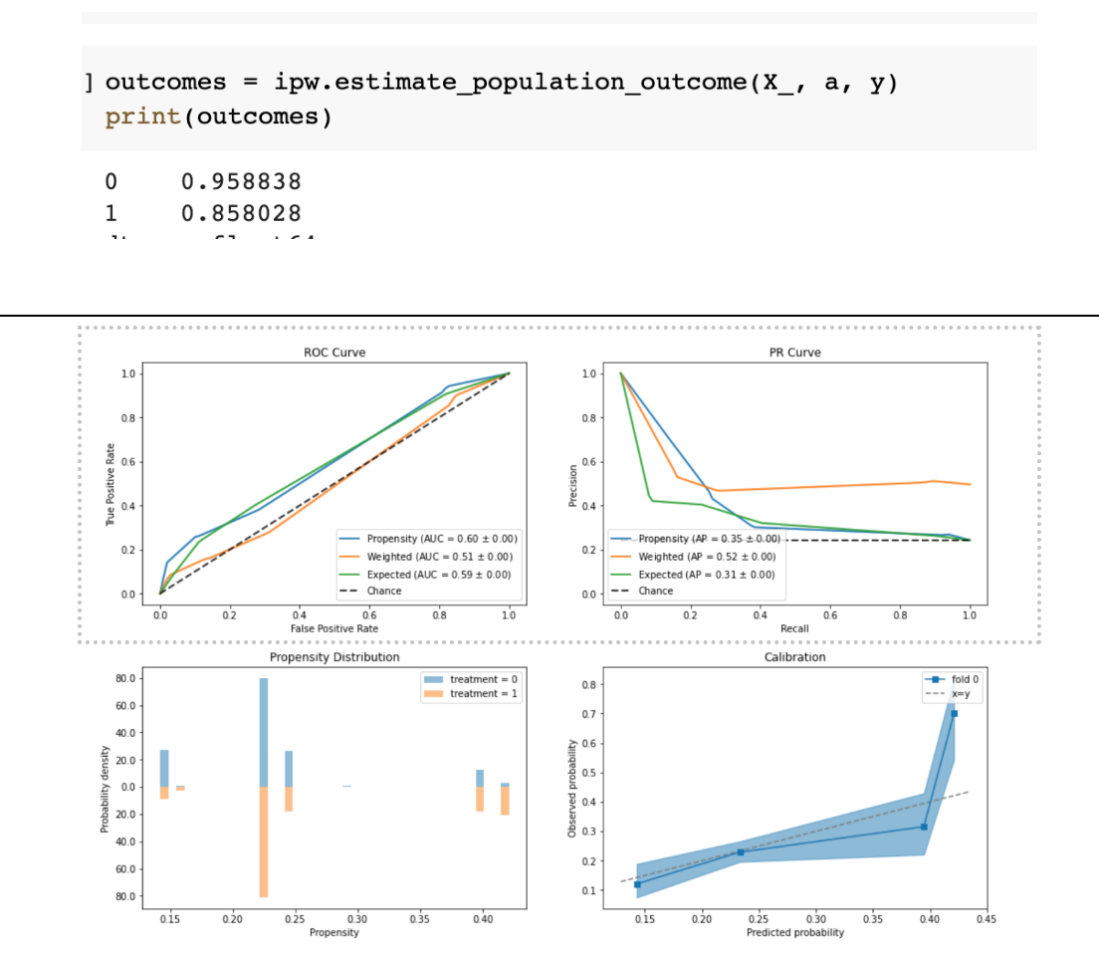 ] outcomes = ipw.estimate_population_outcome(X_, a, y)
print(outcomes)
0 0.958838
1 0.858028
ROC Curve
True Positive Rate
1.0
0.8
0.6
0.4
0.2
0.0
Propensity (AUC = 0.60 ± 0.00)
Weighted (AUC = 0.51 ± 0.00)
Expected (AUC = 0.59 ± 0.00)
Chance
0.0 0.2 0.4 0.6 0.8 1.0
False Positive Rate
PR Curve
Precision
1.0
0.8
0.6
0.4
0.2
0.0
Propensity (AP = 0.35 ± 0.00)
Weighted (AP = 0.52 ± 0.00)
Expected (AP = 0.31 ± 0.00)
Chance
0.0 0.2 0.4 0.6 0.8 1.0
Recall
Propensity Distribution
Probability density
treatment = 0
treatment = 1
80.0
60.0
40.0
20.0
0.0
20.0
40.0
60.0
80.0
0.15 0.20 0.25 0.30 0.35 0.40
Propensity
Calibration
Observed probability
fold 0
x=y
0.8
0.7
0.6
0.5
0.4
0.3
0.2
0.1
0.15 0.20 0.25 0.30 0.35 0.40 0.45
Predicted probability